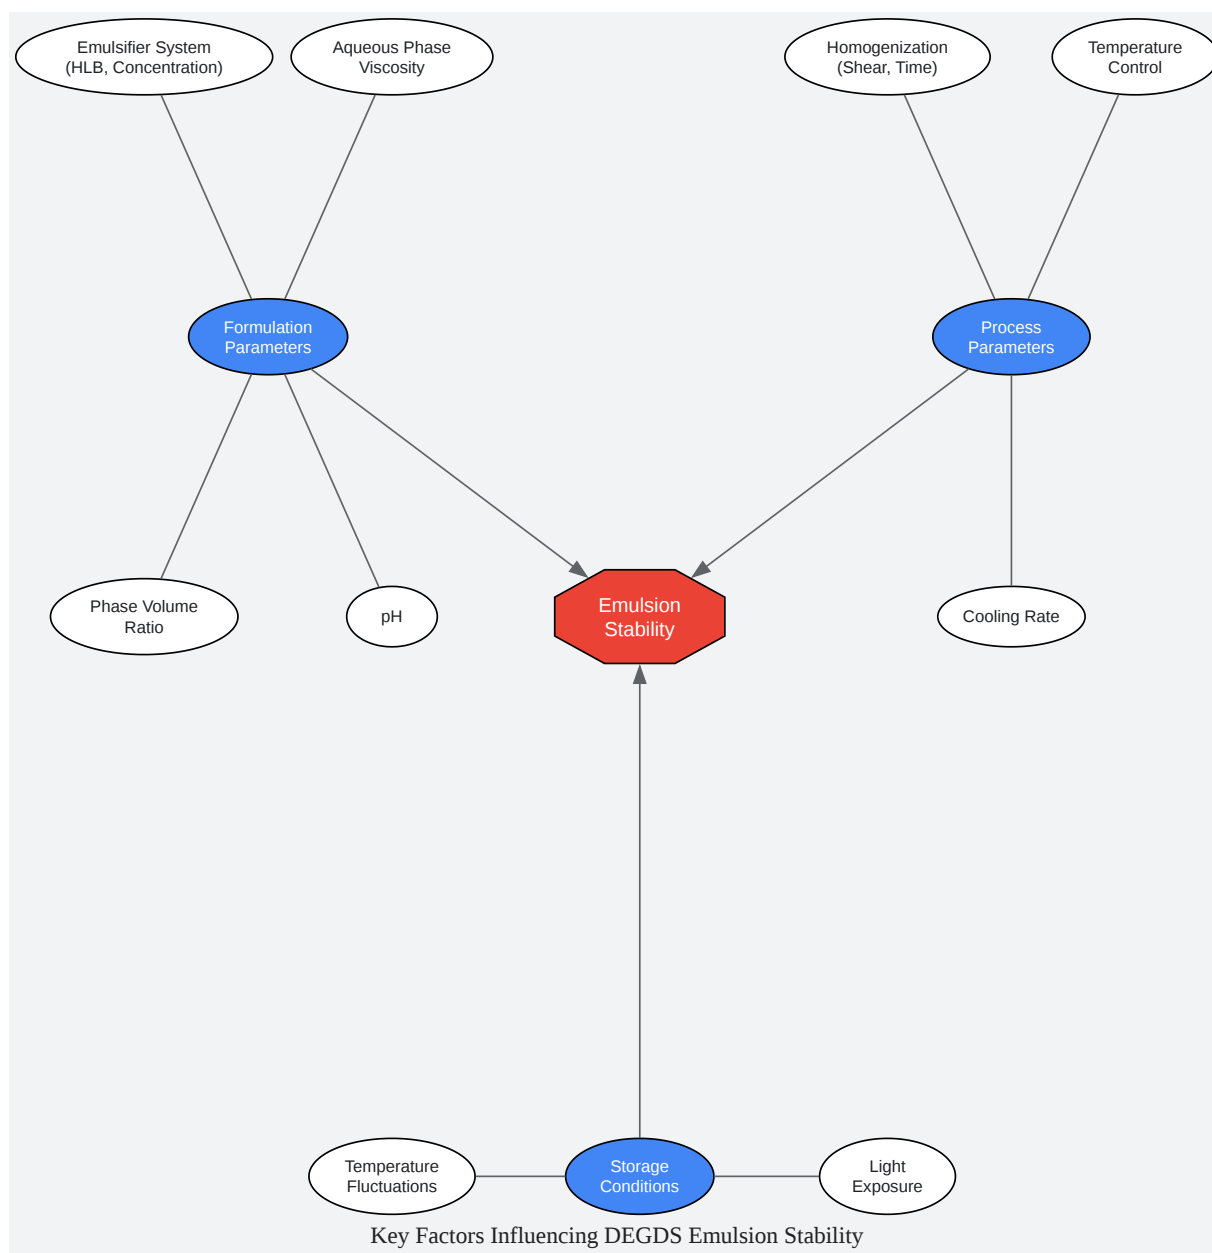 Emulsifier System
(HLB, Concentration)
Aqueous Phase
Viscosity
Homogenization
(Shear, Time)
Temperature
Control
Formulation
Parameters
Process
Parameters
Phase Volume
Ratio
pH
Emulsion
Stability
Cooling Rate
Temperature
Fluctuations
Storage
Conditions
Light
Exposure
Key Factors Influencing DEGDS Emulsion Stability